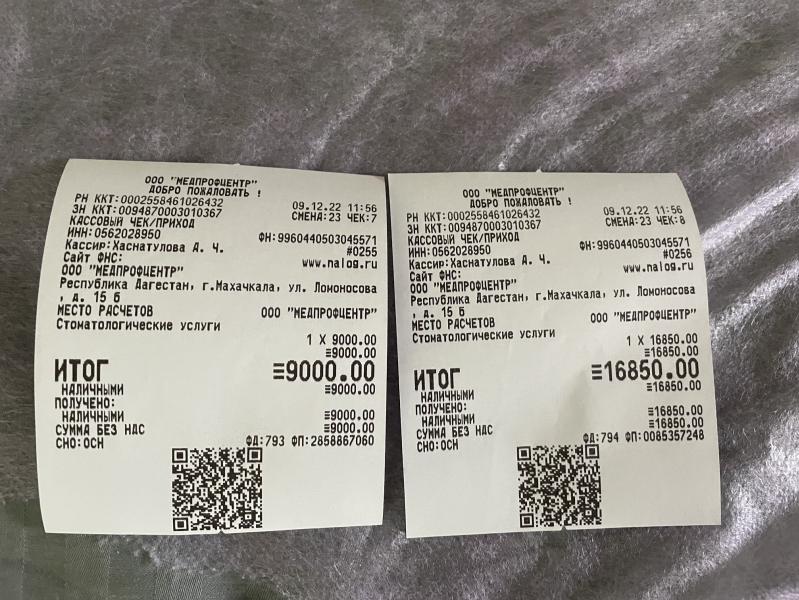 ООО "МЕДПРОФЦЕНТР"
ДОБРО ПОЖАЛОВАТЬ !
РН ККТ:0002558461026432 09.12.22 11:56
ЗН ККТ:0094870003010367 СМЕНА:23 ЧЕК:7
КАССОВЫЙ ЧЕК/ПРИХОД
ИНН:0562028950 ФН:9960440503045571
Кассир:Хаснатулова А. Ч. #0255
Сайт ФНС: www.nalog.ru
ООО "МЕДПРОФЦЕНТР"
Республика Дагестан, г.Махачкала, ул. Ломоносова
, д. 15 б
МЕСТО РАСЧЕТОВ ООО "МЕДПРОФЦЕНТР"
Стоматологические услуги
1 X 9000.00
≡9000.00
ИТОГ ≡9000.00
НАЛИЧНЫМИ ≡9000.00
ПОЛУЧЕНО:
НАЛИЧНЫМИ ≡9000.00
СУММА БЕЗ НДС ≡9000.00
СНО:ОСН ФД:793 ФП:2858867060
ООО "МЕДПРОФЦЕНТР"
ДОБРО ПОЖАЛОВАТЬ !
РН ККТ:0002558461026432 09.12.22 11:56
ЗН ККТ:0094870003010367 СМЕНА:23 ЧЕК:8
КАССОВЫЙ ЧЕК/ПРИХОД
ИНН:0562028950 ФН:9960440503045571
Кассир:Хаснатулова А. Ч. #0256
Сайт ФНС: www.nalog.ru
ООО "МЕДПРОФЦЕНТР"
Республика Дагестан, г.Махачкала, ул. Ломоносова
, д. 15 б
МЕСТО РАСЧЕТОВ ООО "МЕДПРОФЦЕНТР"
Стоматологические услуги
1 X 16850.00
≡16850.00
ИТОГ ≡16850.00
НАЛИЧНЫМИ ≡16850.00
ПОЛУЧЕНО:
НАЛИЧНЫМИ ≡16850.00
СУММА БЕЗ НДС ≡16850.00
СНО:ОСН ФД:794 ФП:0085357248